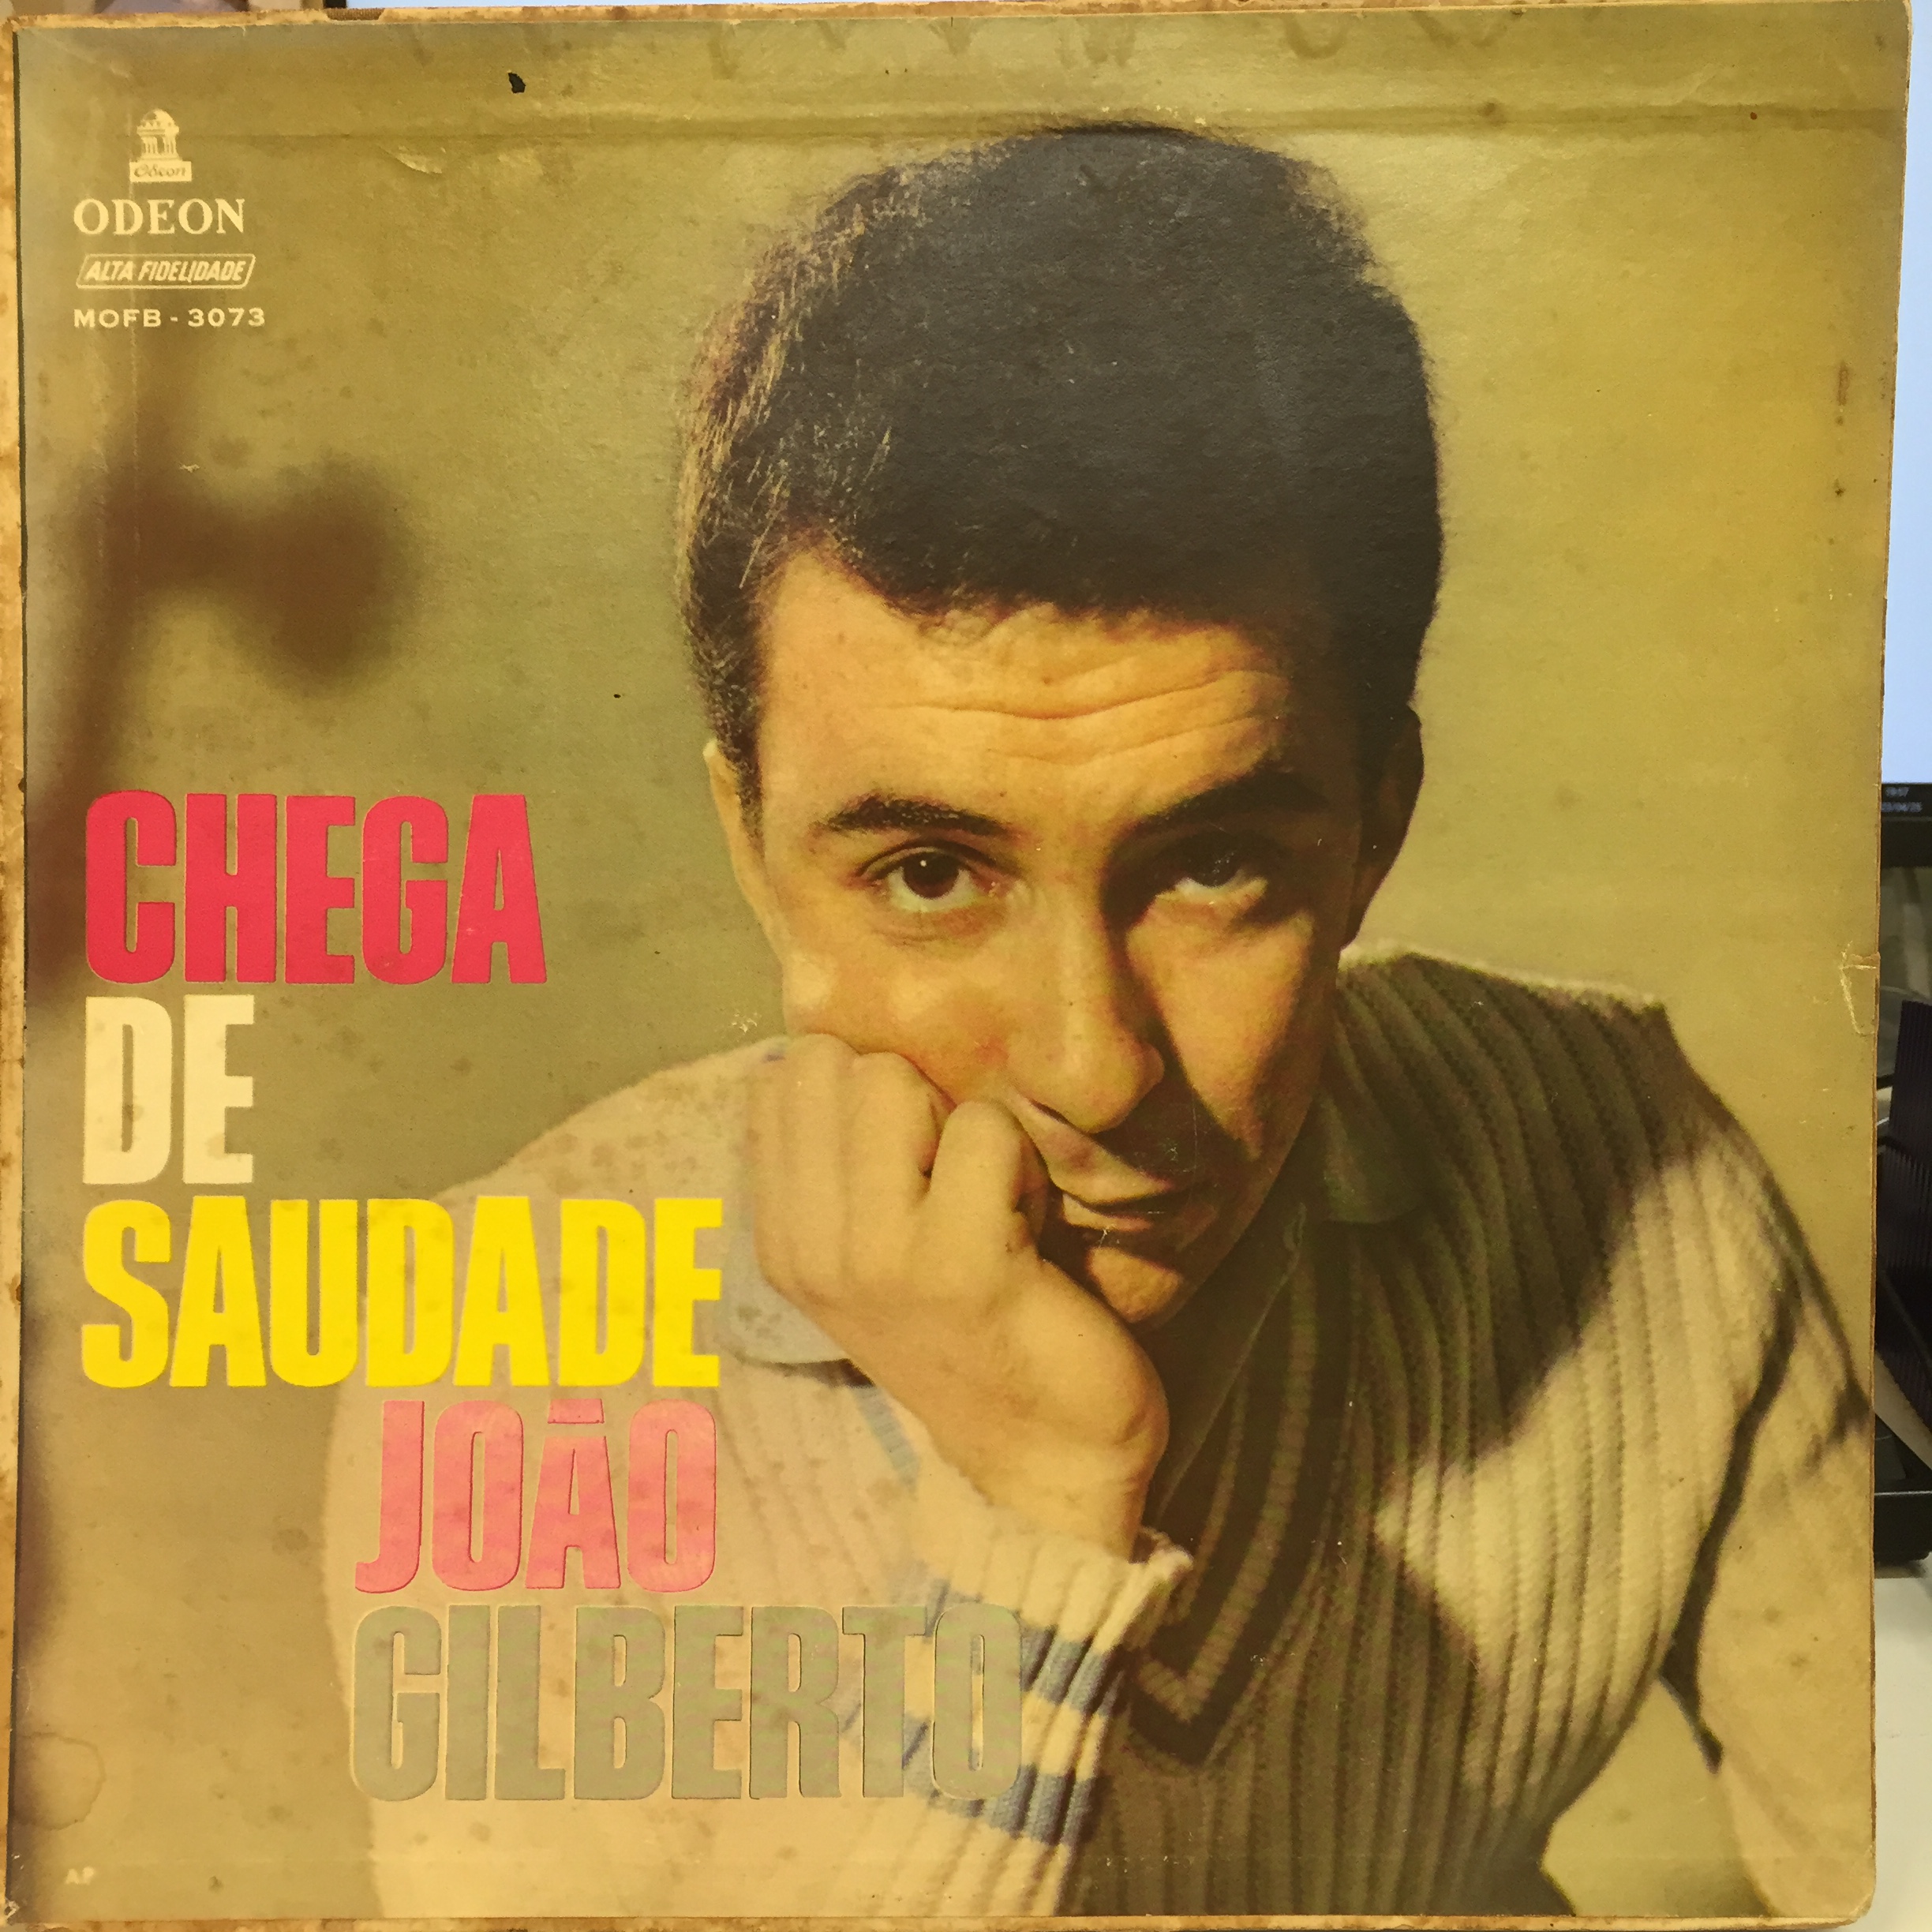 Odeon
ODEON
ALTA FIDELIDADE
MOFB - 3073
CHEGA
DE
SAUDADE
JOÃO
GILBERTO
AP